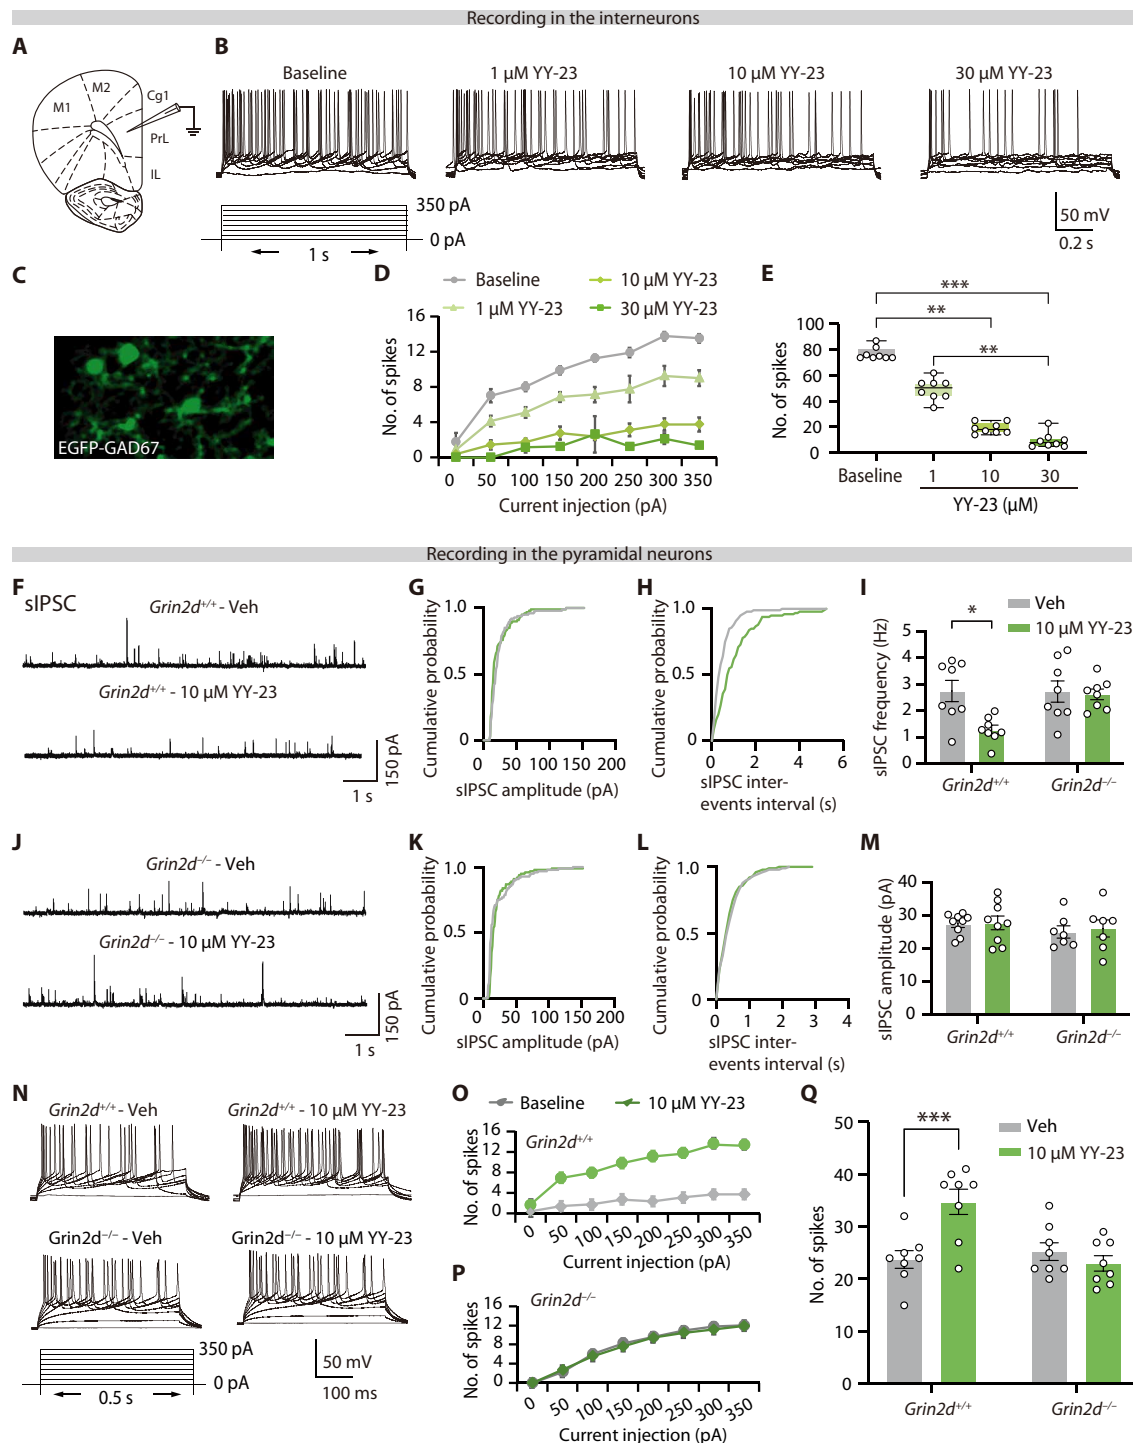 Recording in the interneurons
A
M1
M2
Cg1
PrL
IL
B
Baseline
1 μM YY-23
10 μM YY-23
30 μM YY-23
350 pA
0 pA
1 s
50 mV
0.2 s
C
EGFP-GAD67
D
Baseline
10 μM YY-23
1 μM YY-23
30 μM YY-23
No. of spikes
16
12
8
4
0
0 50 100 150 200 250 300 350
Current injection (pA)
E
***
**
**
No. of spikes
100
80
60
40
20
0
Baseline
1
10
30
YY-23 (μM)
Recording in the pyramidal neurons
F
sIPSC
Grin2d+/+ - Veh
Grin2d+/+ - 10 μM YY-23
150 pA
1 s
G
Cumulative probability
1.0
0.5
0
0 50 100 150 200
sIPSC amplitude (pA)
H
Cumulative probability
1.0
0.5
0
0 2 4 6
sIPSC inter-
events interval (s)
I
Veh
10 μM YY-23
*
sIPSC frequency (Hz)
5
4
3
2
1
0
Grin2d+/+
Grin2d−/−
J
Grin2d−/− - Veh
Grin2d−/− - 10 μM YY-23
150 pA
1 s
K
Cumulative probability
1.0
0.5
0
0 50 100 150 200
sIPSC amplitude (pA)
L
Cumulative probability
1.0
0.5
0
0 1 2 3 4
sIPSC inter-
events interval (s)
M
sIPSC amplitude (pA)
40
30
20
10
0
Grin2d+/+
Grin2d−/−
N
Grin2d+/+ - Veh
Grin2d+/+ - 10 μM YY-23
Grin2d−/− - Veh
Grin2d−/− - 10 μM YY-23
350 pA
0 pA
0.5 s
50 mV
100 ms
O
Baseline
10 μM YY-23
Grin2d+/+
No. of spikes
16
12
8
4
0
0 50 100 150 200 250 300 350
Current injection (pA)
P
Grin2d−/−
No. of spikes
16
12
8
4
0
0 50 100 150 200 250 300 350
Current injection (pA)
Q
Veh
10 μM YY-23
***
No. of spikes
50
40
30
20
10
0
Grin2d+/+
Grin2d−/−